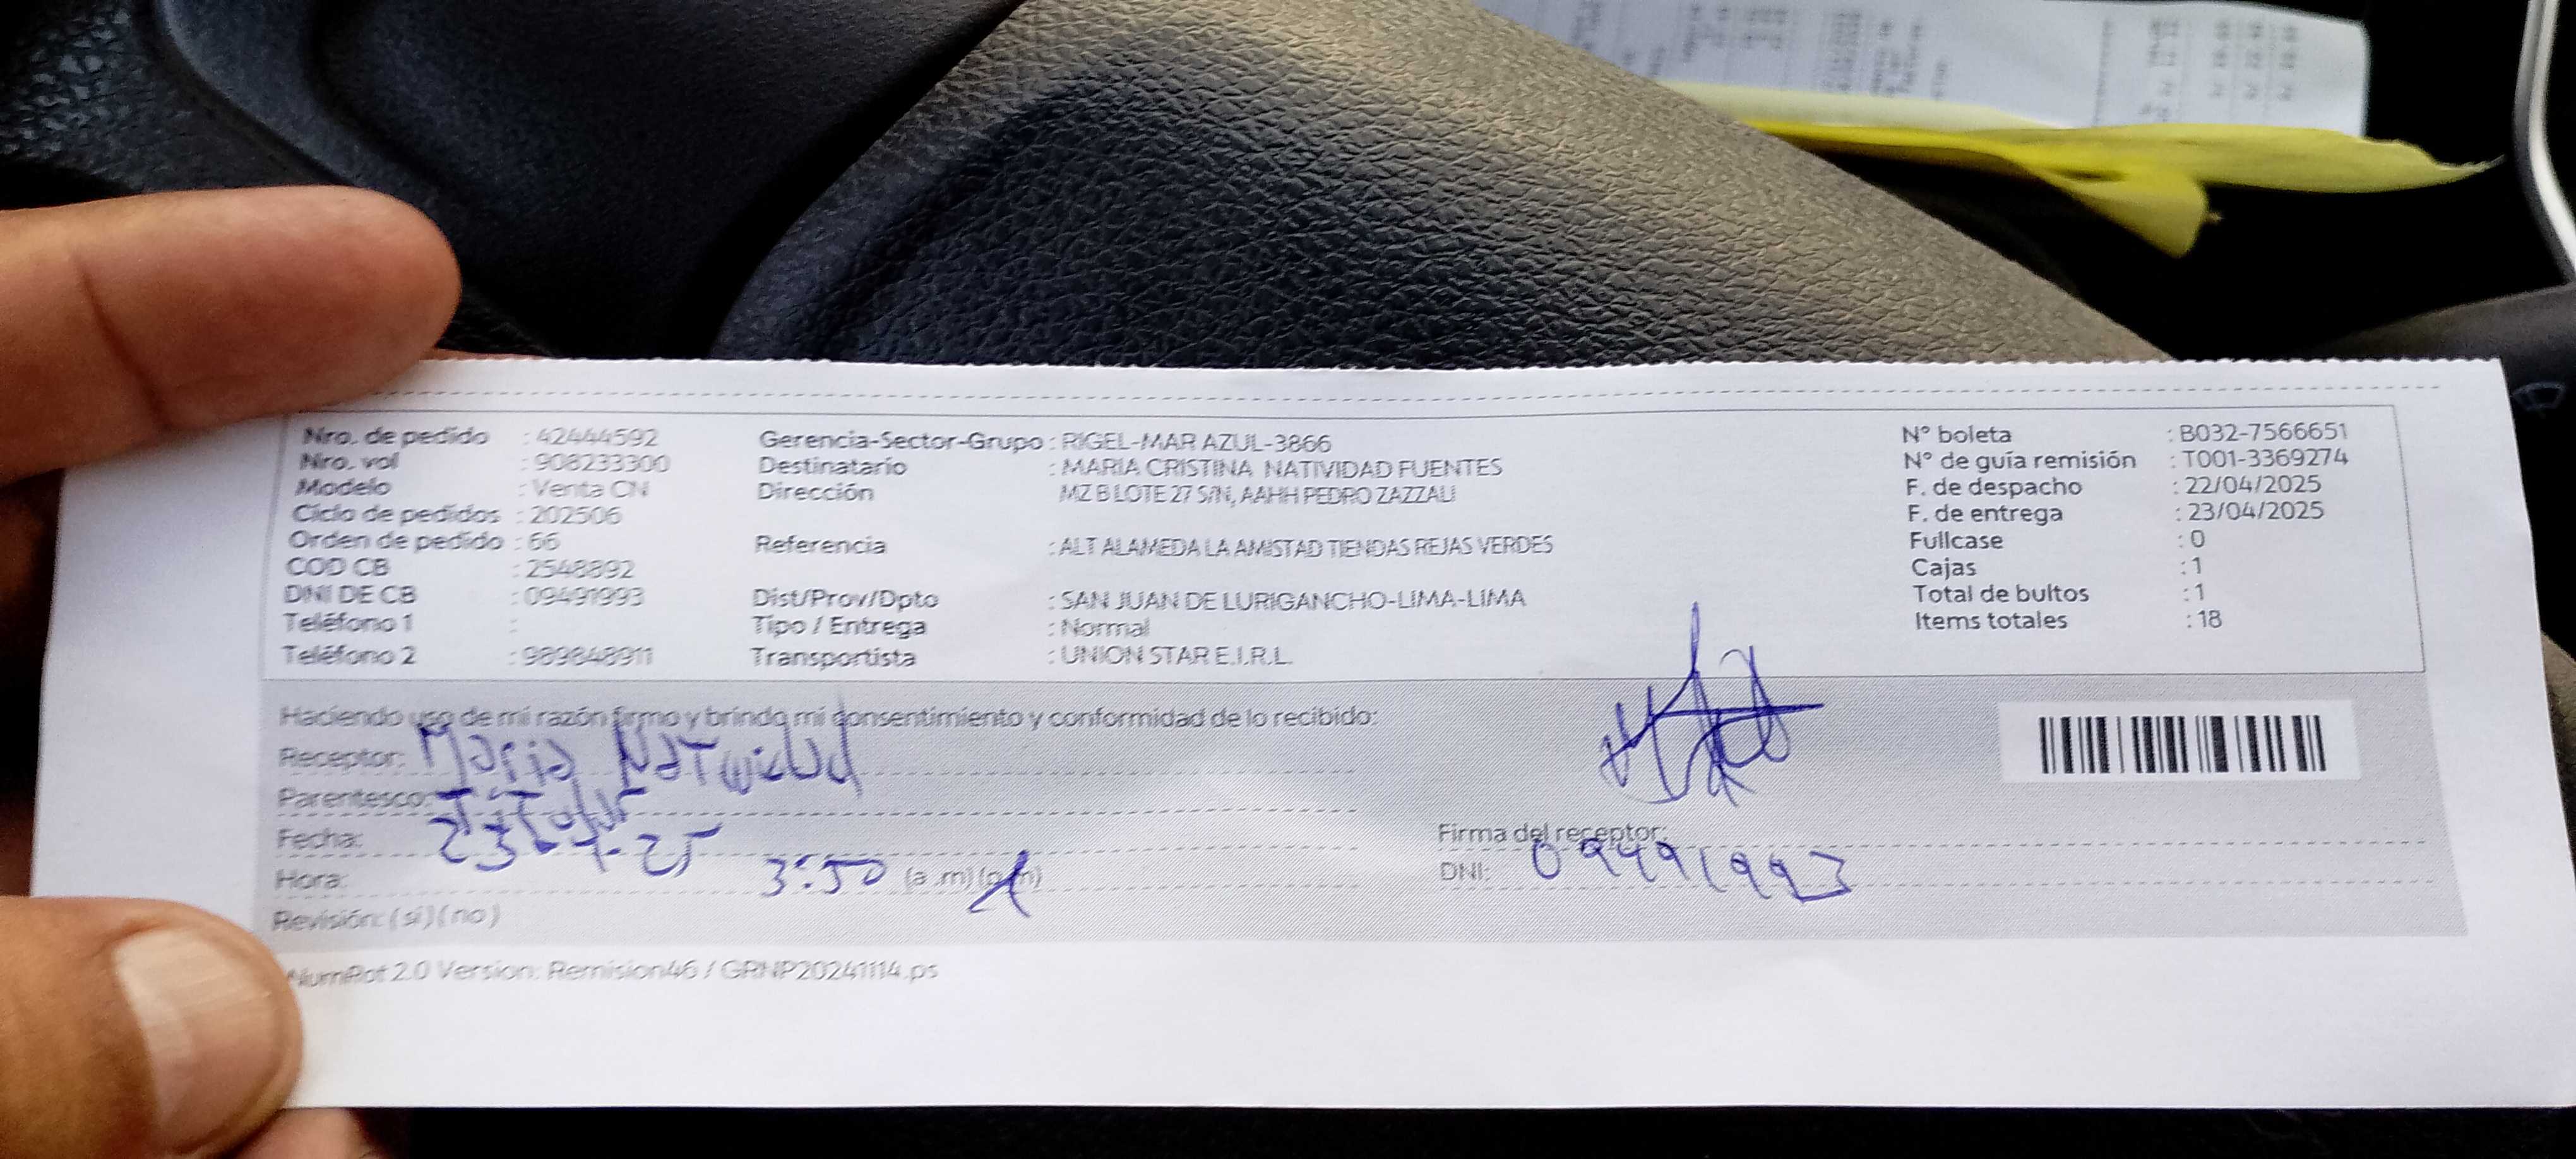 Nro. de pedido : 42444592
Nro. vol : 908233300
Modelo : Venta CN
Ciclo de pedidos : 202506
Orden de pedido : 66
COD CB : 2548892
DNI DE CB : 09491993
Teléfono 1 :
Teléfono 2 : 989848911
Gerencia-Sector-Grupo : RIGEL-MAR AZUL-3866
Destinatario : MARIA CRISTINA NATIVIDAD FUENTES
Dirección MZ B LOTE 27 S/N, AAHH PEDRO ZAZZALI
Referencia : ALT ALAMEDA LA AMISTAD TIENDAS REJAS VERDES
Dist/Prov/Dpto : SAN JUAN DE LURIGANCHO-LIMA-LIMA
Tipo / Entrega : Normal
Transportista : UNION STAR E.I.R.L.
N° boleta : B032-7566651
N° de guía remisión : T001-3369274
F. de despacho : 22/04/2025
F. de entrega : 23/04/2025
Fullcase : 0
Cajas : 1
Total de bultos : 1
Items totales : 18
Haciendo uso de mi razón firmo y brindo mi consentimiento y conformidad de lo recibido:
Receptor: Maria Natividad
Parentesco: Titular
Fecha: 23-04-25
Hora: 3:50 (a .m) (p.m)
Revisión: (si) (no)
Firma del receptor:
DNI: 09491993
NumRot 2.0 Version: Remision46 / GRNP20241114.ps